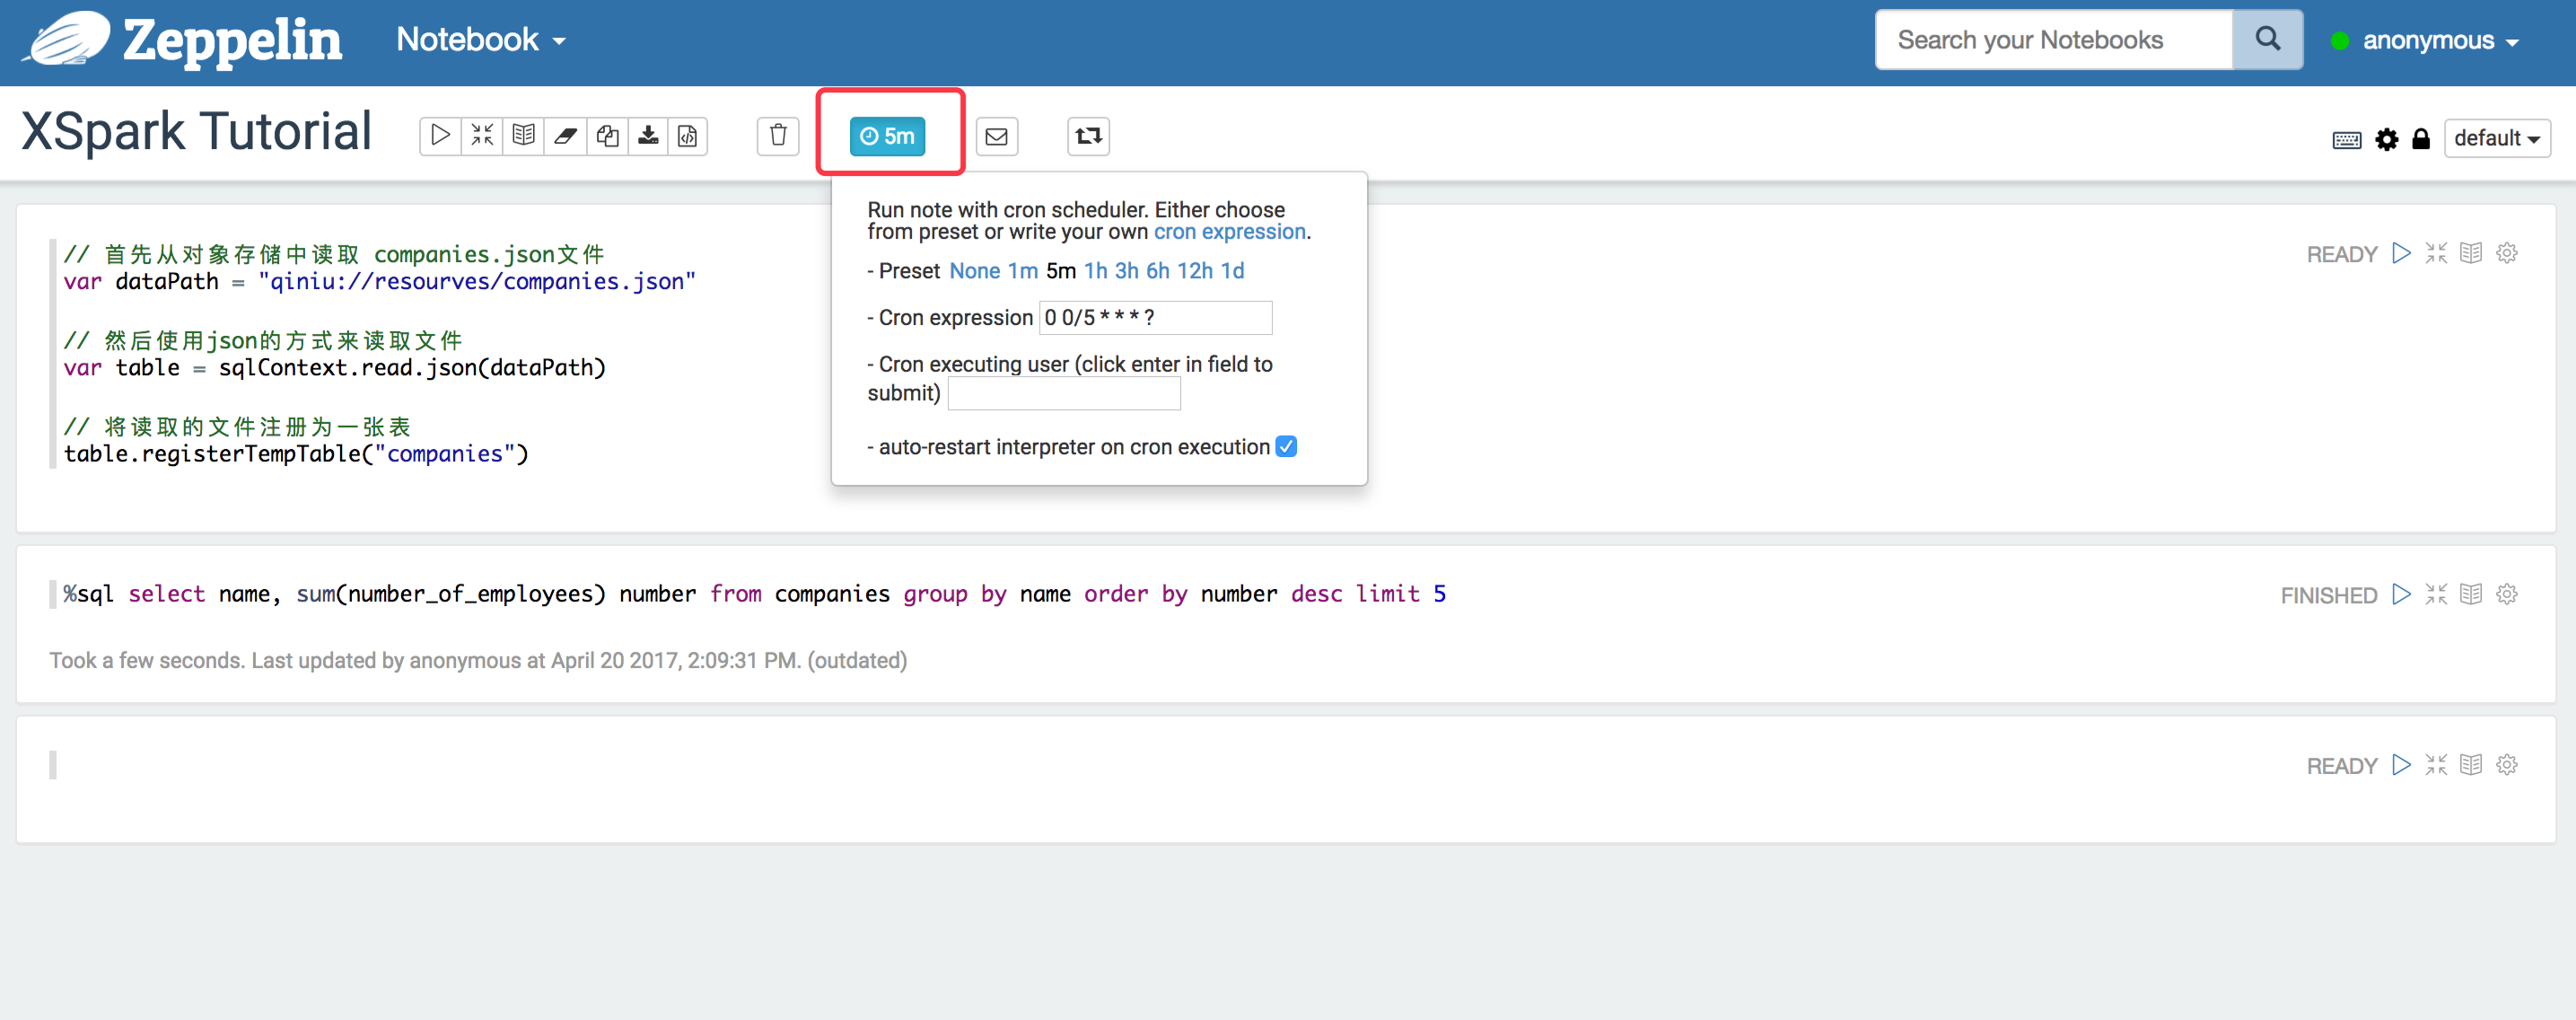 Zeppelin Notebook Search your Notebooks anonymous
XSpark Tutorial 5m default
Run note with cron scheduler. Either choose
from preset or write your own cron expression.
- Preset None 1m 5m 1h 3h 6h 12h 1d
- Cron expression 0 0/5 * * * ?
- Cron executing user (click enter in field to
submit)
- auto-restart interpreter on cron execution
// 首先从对象存储中读取 companies.json文件
var dataPath = "qiniu://resourves/companies.json"
// 然后使用json的方式来读取文件
var table = sqlContext.read.json(dataPath)
// 将读取的文件注册为一张表
table.registerTempTable("companies")
READY
%sql select name, sum(number_of_employees) number from companies group by name order by number desc limit 5
FINISHED
Took a few seconds. Last updated by anonymous at April 20 2017, 2:09:31 PM. (outdated)
READY